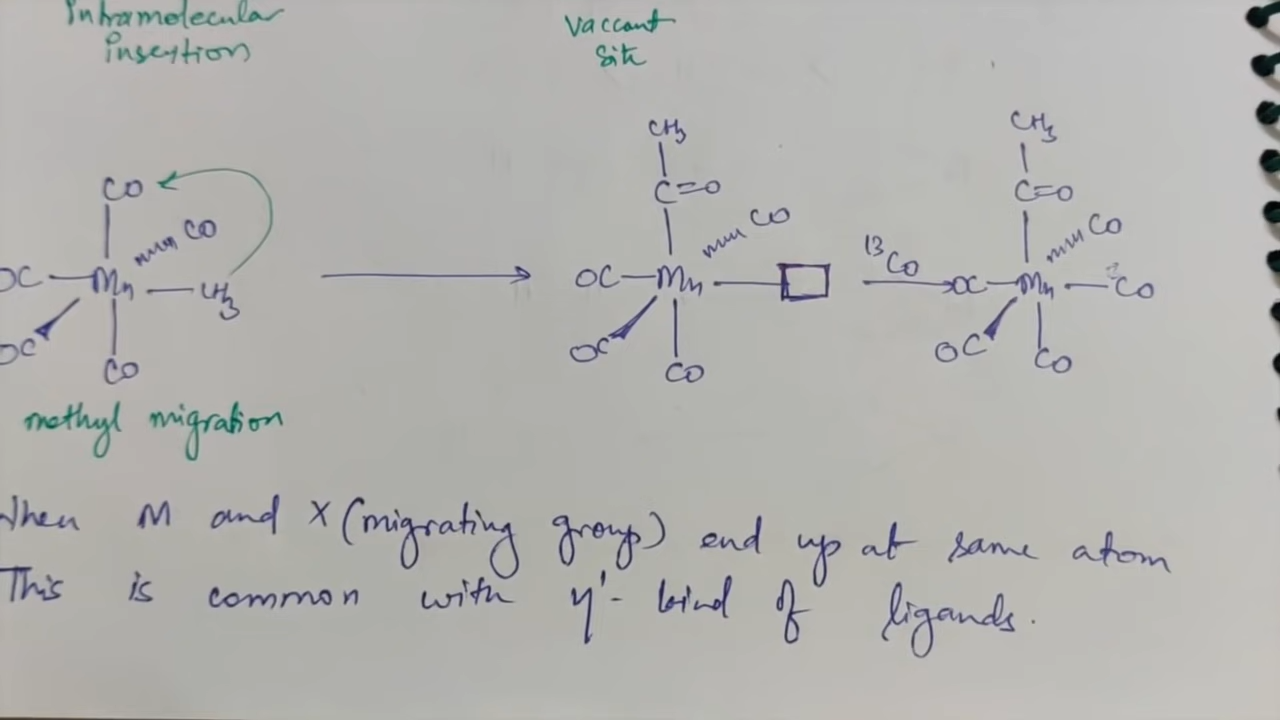 Intramolecular
insertion
Vaccant
Site
CO
CO
OC Mn CH3
OC
CO
methyl migration
CH3
C=O
CO
OC Mn
OC
CO
13CO
CH3
C=O
CO
OC Mn CO
OC
CO
When M and X (migrating group) end up at same atom
This is common with η1- kind of ligands.